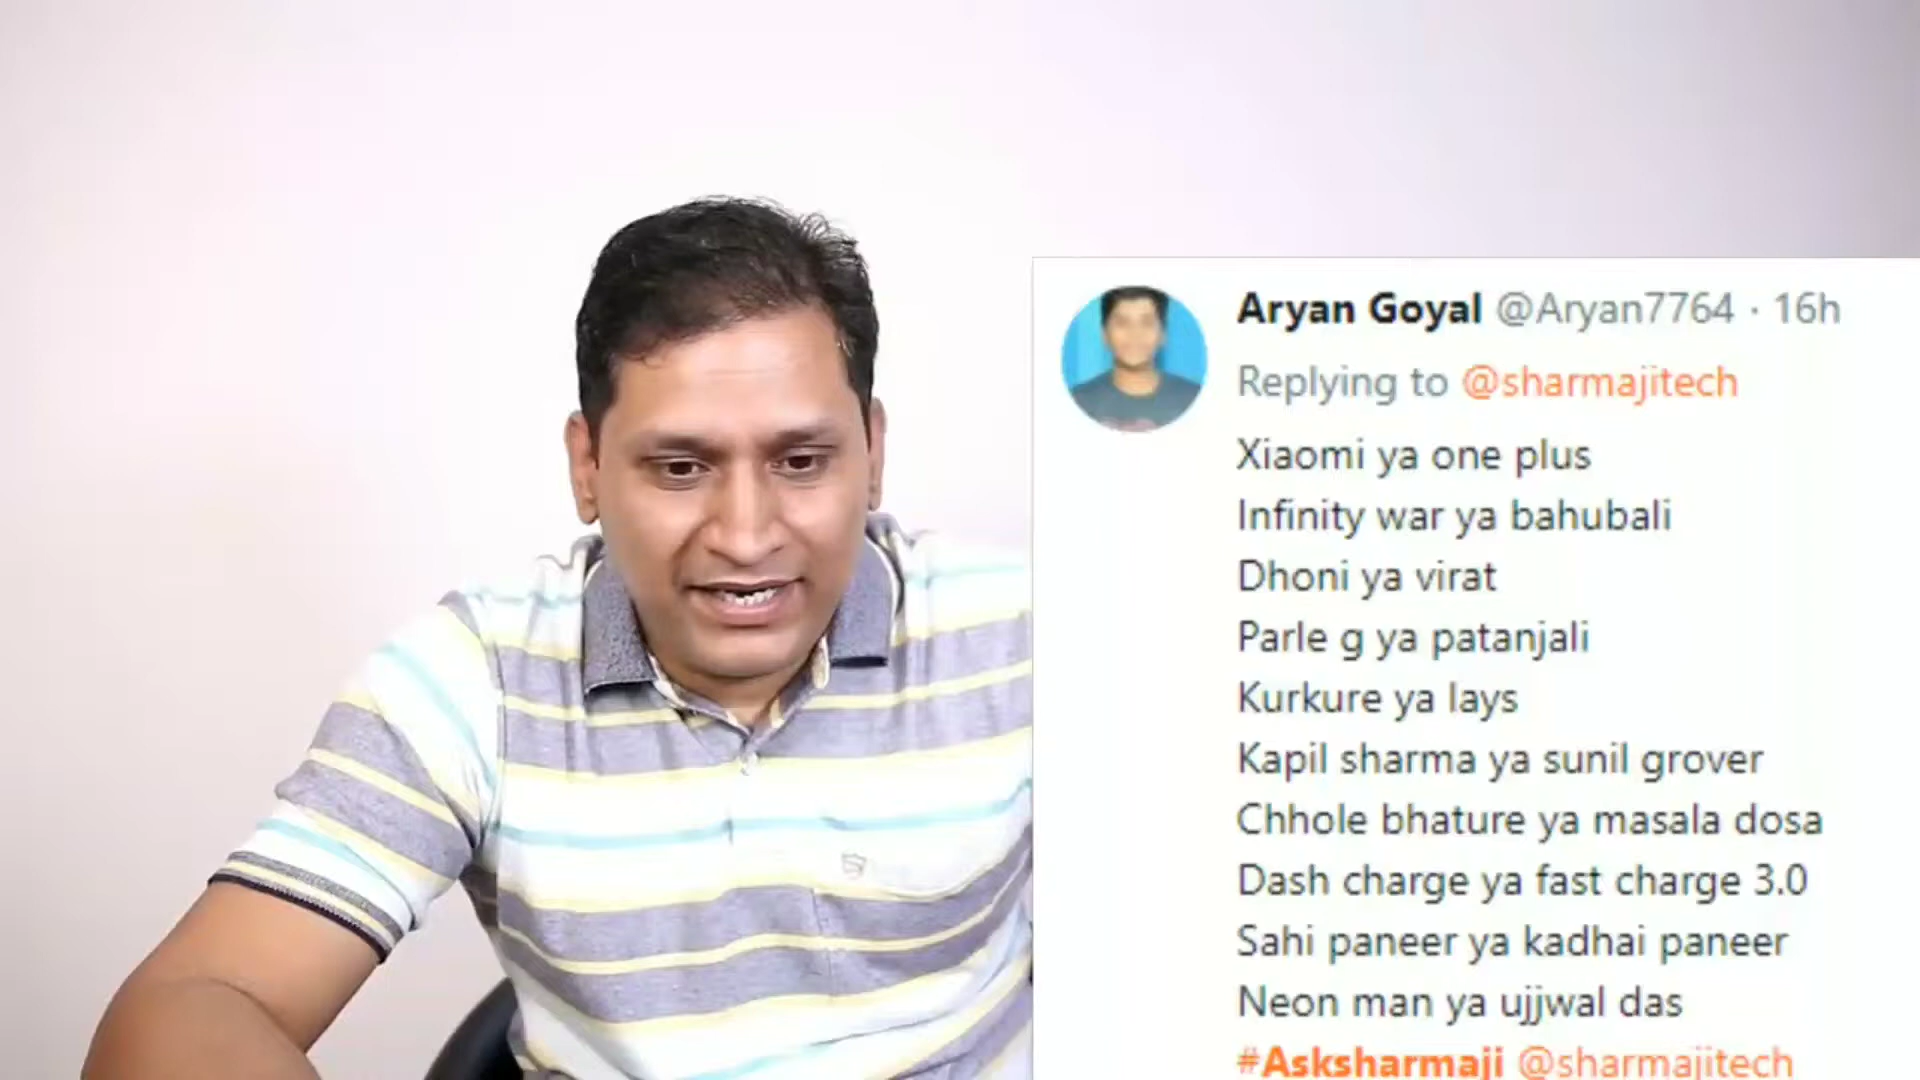 Aryan Goyal @Aryan7764 · 16h
Replying to @sharmajitech
Xiaomi ya one plus
Infinity war ya bahubali
Dhoni ya virat
Parle g ya patanjali
Kurkure ya lays
Kapil sharma ya sunil grover
Chhole bhature ya masala dosa
Dash charge ya fast charge 3.0
Sahi paneer ya kadhai paneer
Neon man ya ujjwal das
#Asksharmaji @sharmajitech